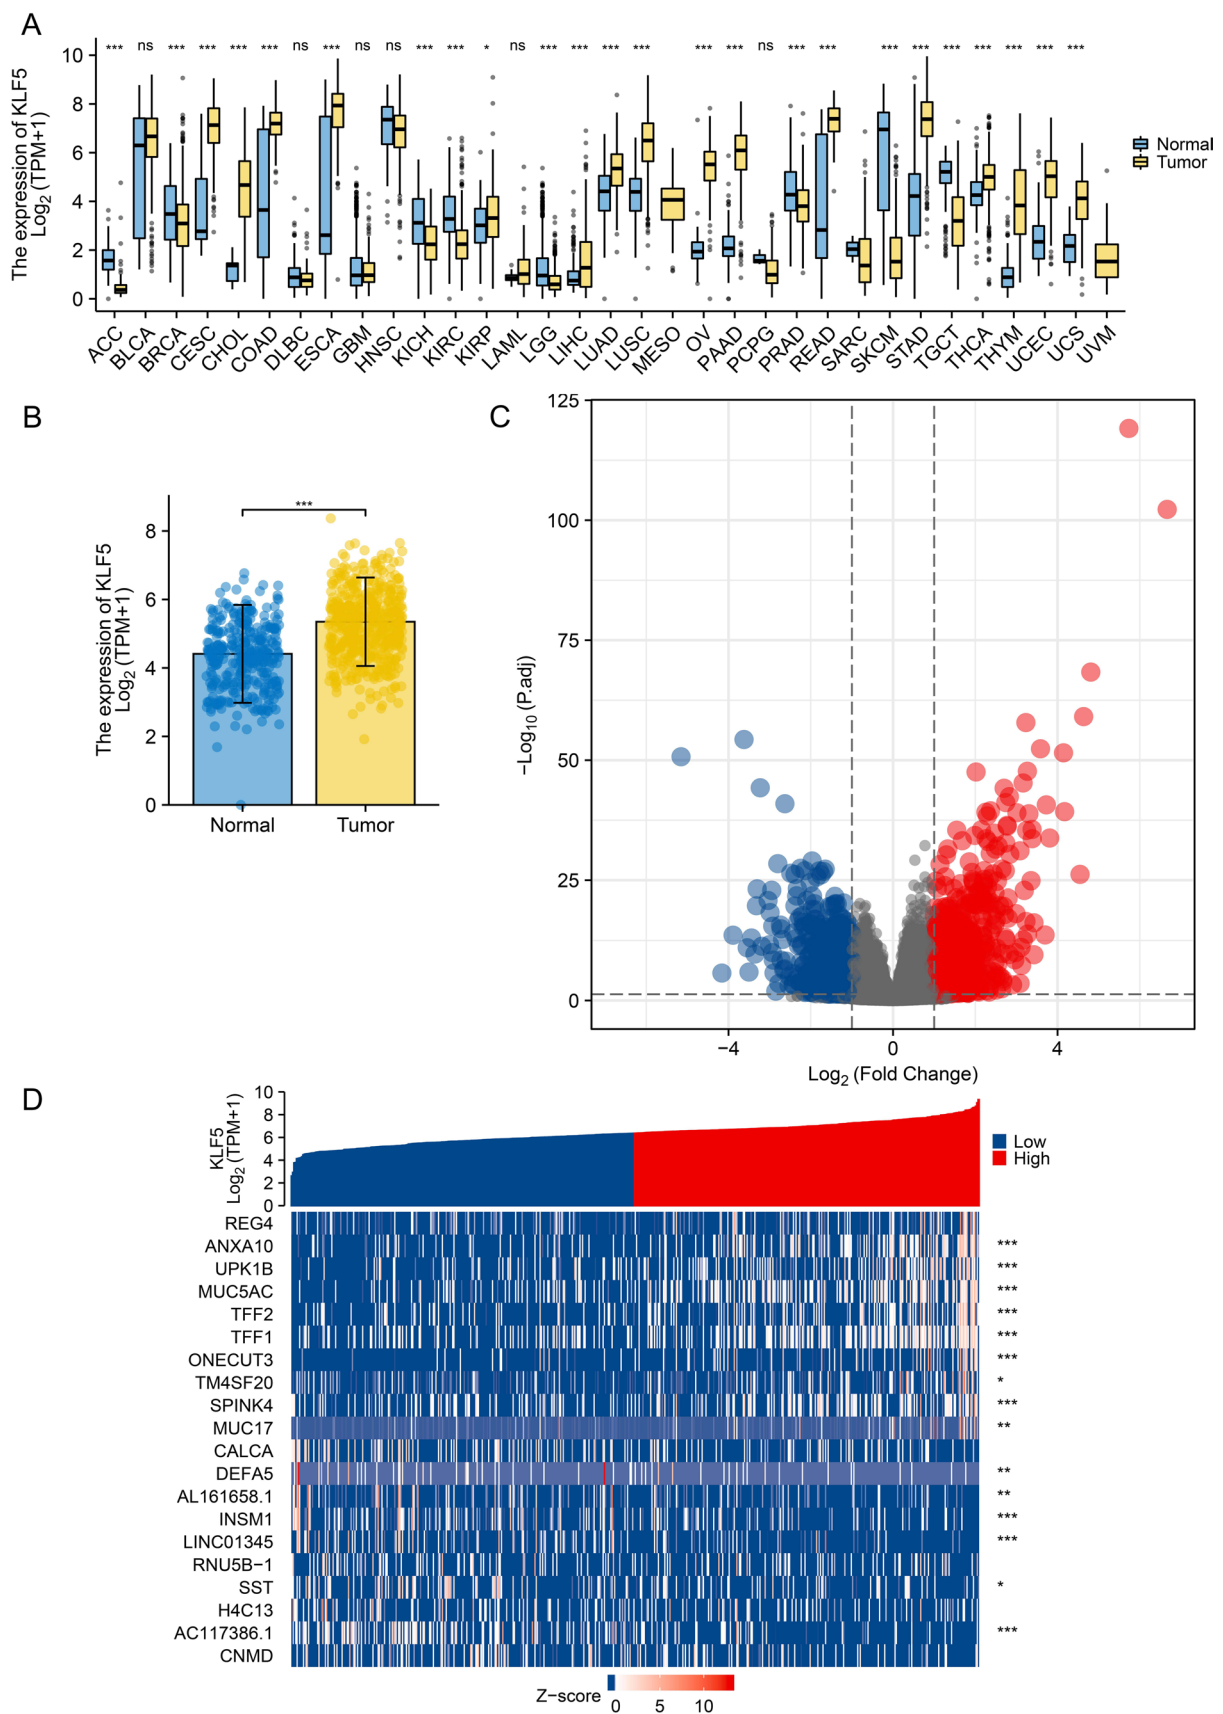 A
The expression of KLF5
Log2 (TPM+1)
10
8
6
4
2
0
*** ns *** *** *** *** ns *** ns ns *** *** * ns *** *** *** *** *** *** ns *** *** *** *** *** *** *** *** ***
Normal
Tumor
ACC BLCA BRCA CESC CHOL COAD DLBC ESCA GBM HNSC KICH KIRC KIRP LAML LGG LIHC LUAD LUSC MESO OV PAAD PCPG PRAD READ SARC SKCM STAD TGCT THCA THYM UCEC UCS UVM
B
The expression of KLF5
Log2 (TPM+1)
***
8
6
4
2
0
Normal Tumor
C
−Log10 (P.adj)
125
100
75
50
25
0
−4 0 4
Log2 (Fold Change)
D
KLF5
Log2 (TPM+1)
10
8
6
4
2
0
Low
High
REG4
ANXA10 ***
UPK1B ***
MUC5AC ***
TFF2 ***
TFF1 ***
ONECUT3 ***
TM4SF20 *
SPINK4 ***
MUC17 **
CALCA
DEFA5 **
AL161658.1 **
INSM1 ***
LINC01345 ***
RNU5B−1
SST *
H4C13
AC117386.1 ***
CNMD
Z−score
0 5 10